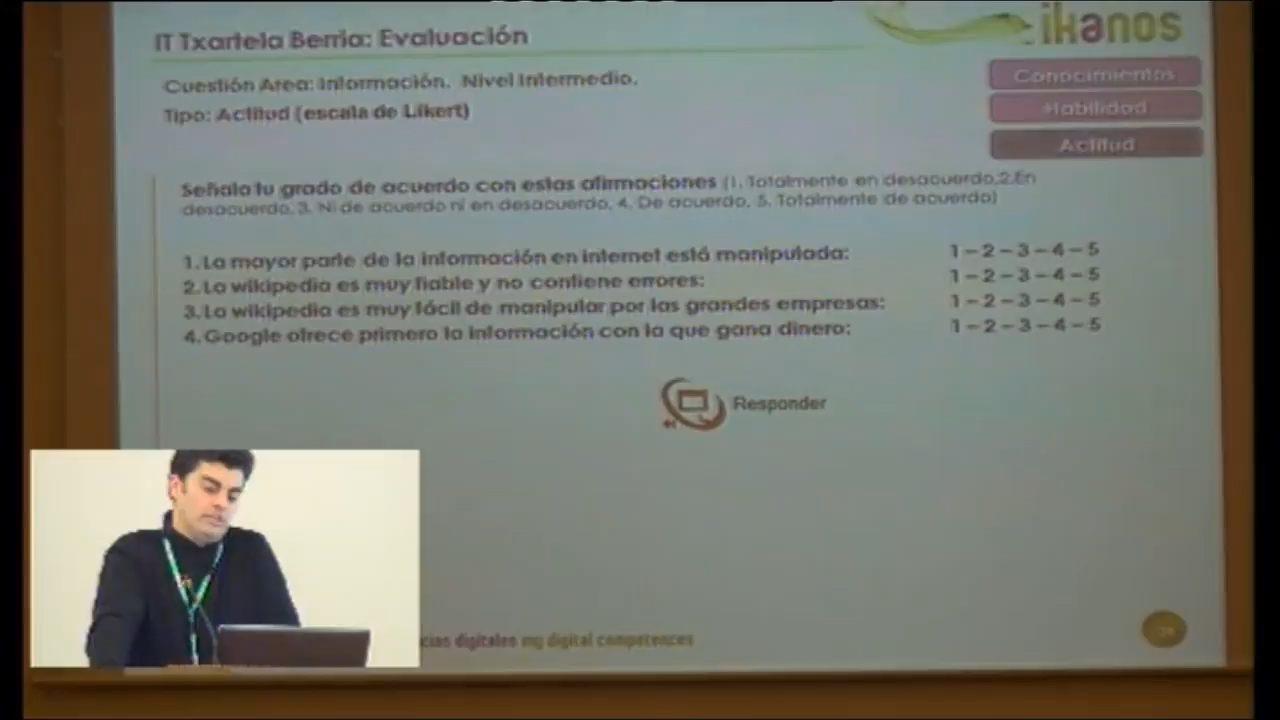 IT Txartela Berria: Evaluación
ikanos
Cuestión Area: Información. Nivel Intermedio.
Tipo: Actitud (escala de Likert)
Conocimientos
Habilidad
Actitud
Señala tu grado de acuerdo con estas afirmaciones (1. Totalmente en desacuerdo,2.En
desacuerdo, 3. Ni de acuerdo ni en desacuerdo, 4. De acuerdo, 5. Totalmente de acuerdo)
1. La mayor parte de la información en internet está manipulada: 1 – 2 – 3 – 4 – 5
2. La wikipedia es muy fiable y no contiene errores: 1 – 2 – 3 – 4 – 5
3. La wikipedia es muy fácil de manipular por las grandes empresas: 1 – 2 – 3 – 4 – 5
4. Google ofrece primero la información con la que gana dinero: 1 – 2 – 3 – 4 – 5
Responder
cias digitales my digital competences